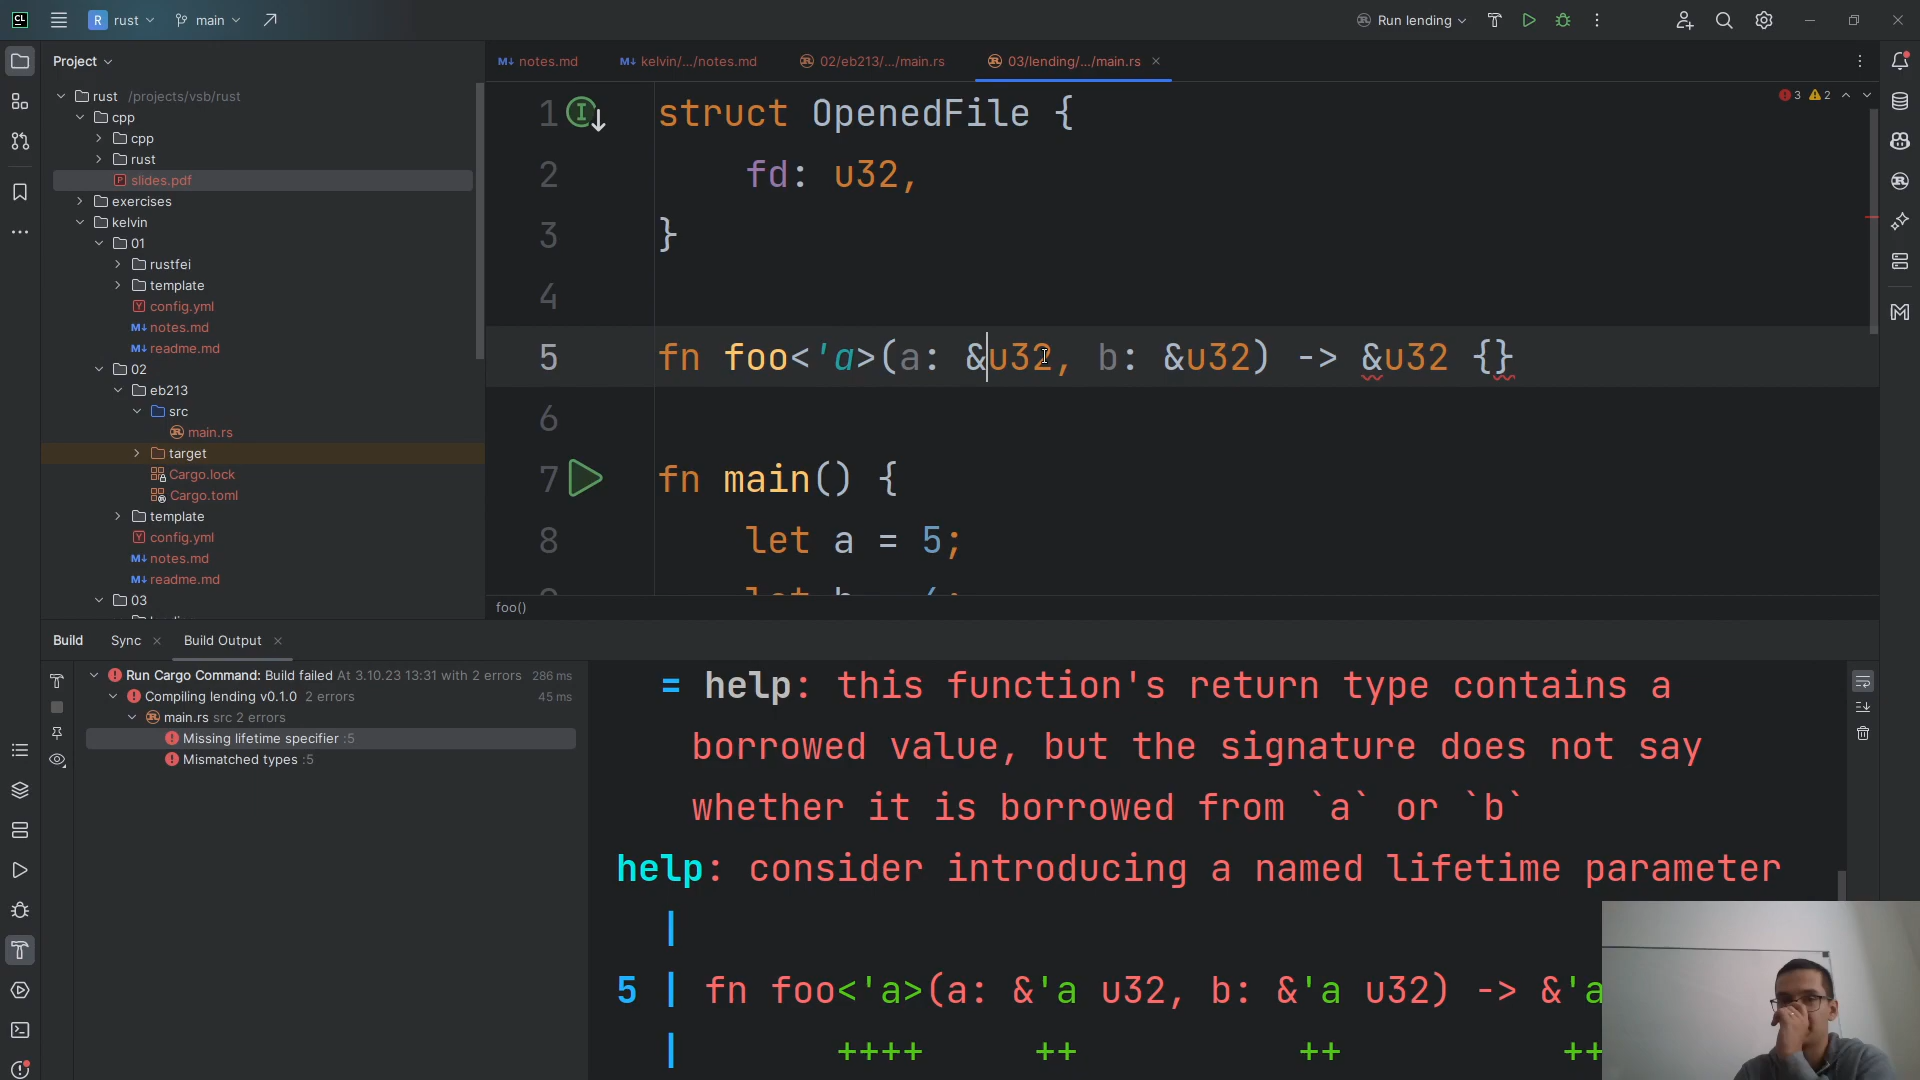 CL
R rust
main
Run lending
Project
notes.md
kelvin/.../notes.md
02/eb213/.../main.rs
03/lending/.../main.rs
rust /projects/vsb/rust
cpp
cpp
rust
slides.pdf
exercises
kelvin
01
rustfei
template
config.yml
notes.md
readme.md
02
eb213
src
main.rs
target
Cargo.lock
Cargo.toml
template
config.yml
notes.md
readme.md
03
3 2
1 struct OpenedFile {
2 fd: u32,
3 }
4
5 fn foo<'a>(a: &u32, b: &u32) -> &u32 {}
6
7 fn main() {
8 let a = 5;
foo()
Build
Sync
Build Output
Run Cargo Command: Build failed At 3.10.23 13:31 with 2 errors 286 ms
Compiling lending v0.1.0 2 errors 45 ms
main.rs src 2 errors
Missing lifetime specifier :5
Mismatched types :5
= help: this function's return type contains a
borrowed value, but the signature does not say
whether it is borrowed from `a` or `b`
help: consider introducing a named lifetime parameter
|
5 | fn foo<'a>(a: &'a u32, b: &'a u32) -> &'a
| ++++ ++ ++ ++